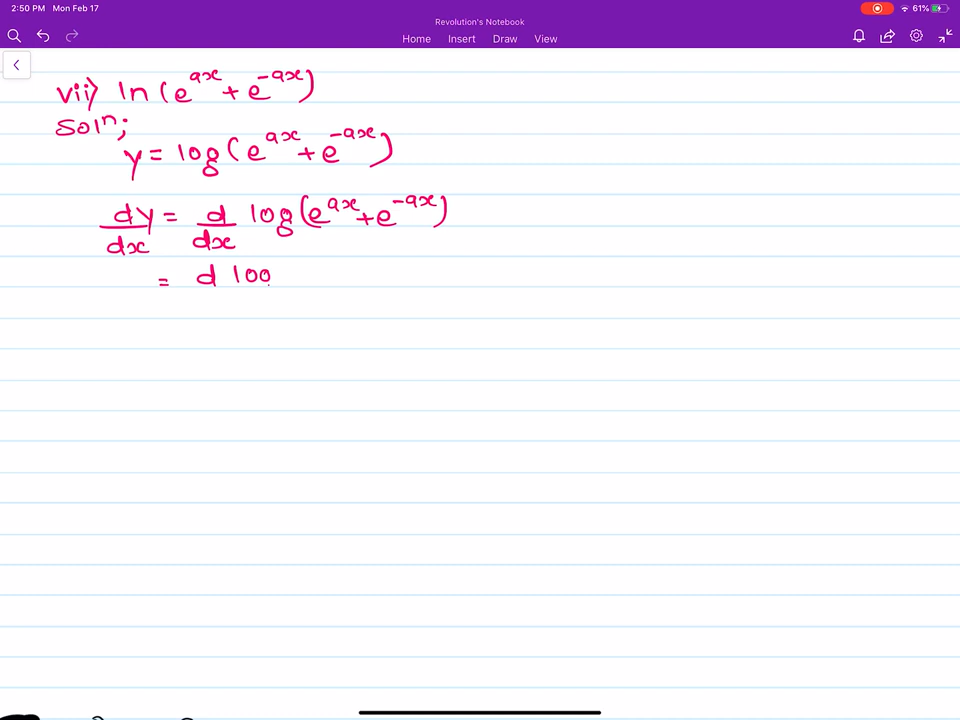 2:50 PM Mon Feb 17
61%
Revolution's Notebook
Home Insert Draw View
vii) ln (e^ax + e^-ax)
Solⁿ;
y = log (e^ax + e^-ax)
dy/dx = d/dx log (e^ax + e^-ax)
= d log